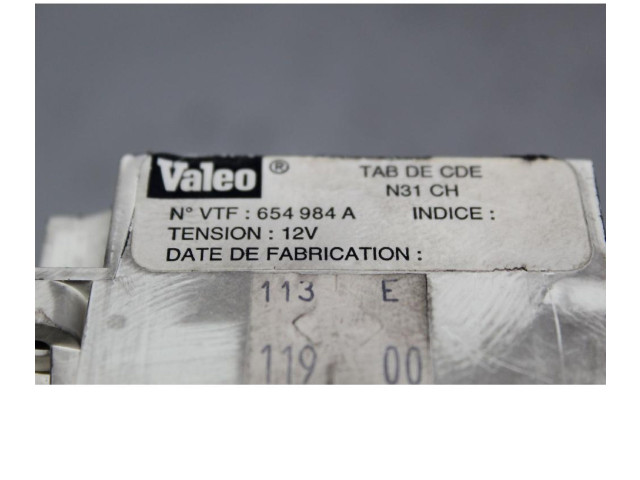 Valeo® TAB DE CDE
N31 CH
N° VTF : 654 984 A INDICE :
TENSION : 12V
DATE DE FABRICATION :
113 E
119 00